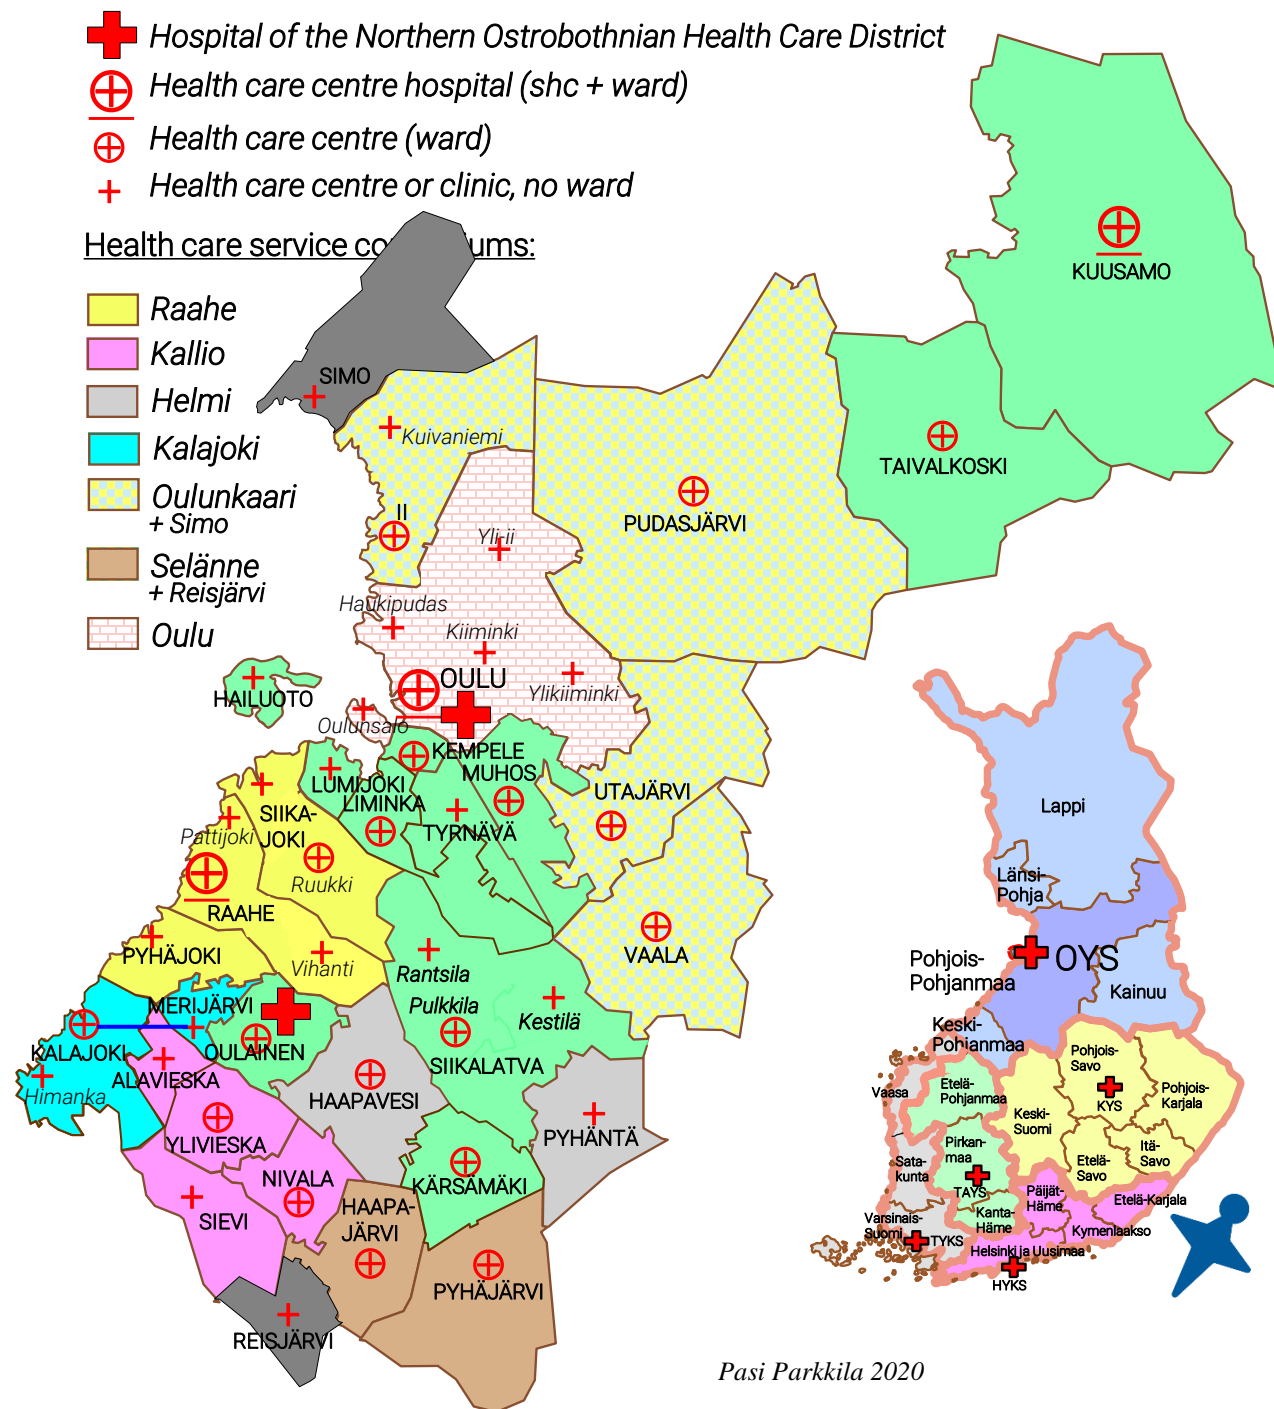 Hospital of the Northern Ostrobothnian Health Care District
Health care centre hospital (shc + ward)
Health care centre (ward)
Health care centre or clinic, no ward
Health care service co
ums:
Raahe
Kallio
Helmi
Kalajoki
Oulunkaari
+ Simo
Selänne
+ Reisjärvi
Oulu
KUUSAMO
SIMO
Kuivaniemi
TAIVALKOSKI
II
PUDASJÄRVI
Yli-ii
Haukipudas
Kiiminki
OULU
Ylikiiminki
HAILUOTO
Oulunsalo
KEMPELE
MUHOS
LUMIJOKI
LIMINKA
UTAJÄRVI
SIIKA-
JOKI
TYRNÄVÄ
Pattijoki
Ruukki
RAAHE
PYHÄJOKI
Vihanti
Rantsila
VAALA
MERIJÄRVI
Pulkkila
Kestilä
KALAJOKI
OULAINEN
SIIKALATVA
ALAVIESKA
Himanka
HAAPAVESI
YLIVIESKA
PYHÄNTÄ
NIVALA
KÄRSÄMÄKI
SIEVI
HAAPA-
JÄRVI
PYHÄJÄRVI
REISJÄRVI
Lappi
Länsi-
Pohja
Pohjois-
Pohjanmaa
OYS
Kainuu
Keski-
Pohjanmaa
Pohjois-
Savo
Vaasa
Etelä-
Pohjanmaa
KYS
Pohjois-
Karjala
Keski-
Suomi
Pirkan-
maa
Itä-
Savo
Sata-
kunta
Etelä-
Savo
TAYS
Päijät-
Häme
Etelä-Karjala
Kanta-
Häme
Varsinais-
Suomi
TYKS
Kymenlaakso
Helsinki ja Uusimaa
HYKS
Pasi Parkkila 2020